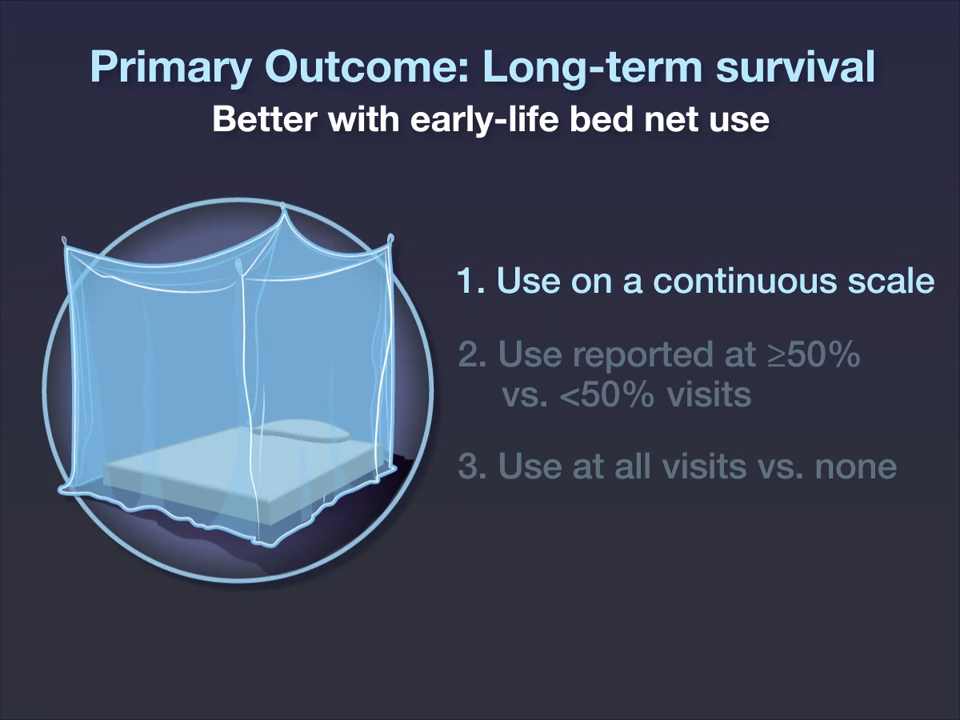 Primary Outcome: Long-term survival
Better with early-life bed net use
1. Use on a continuous scale
2. Use reported at ≥50%
vs. <50% visits
3. Use at all visits vs. none